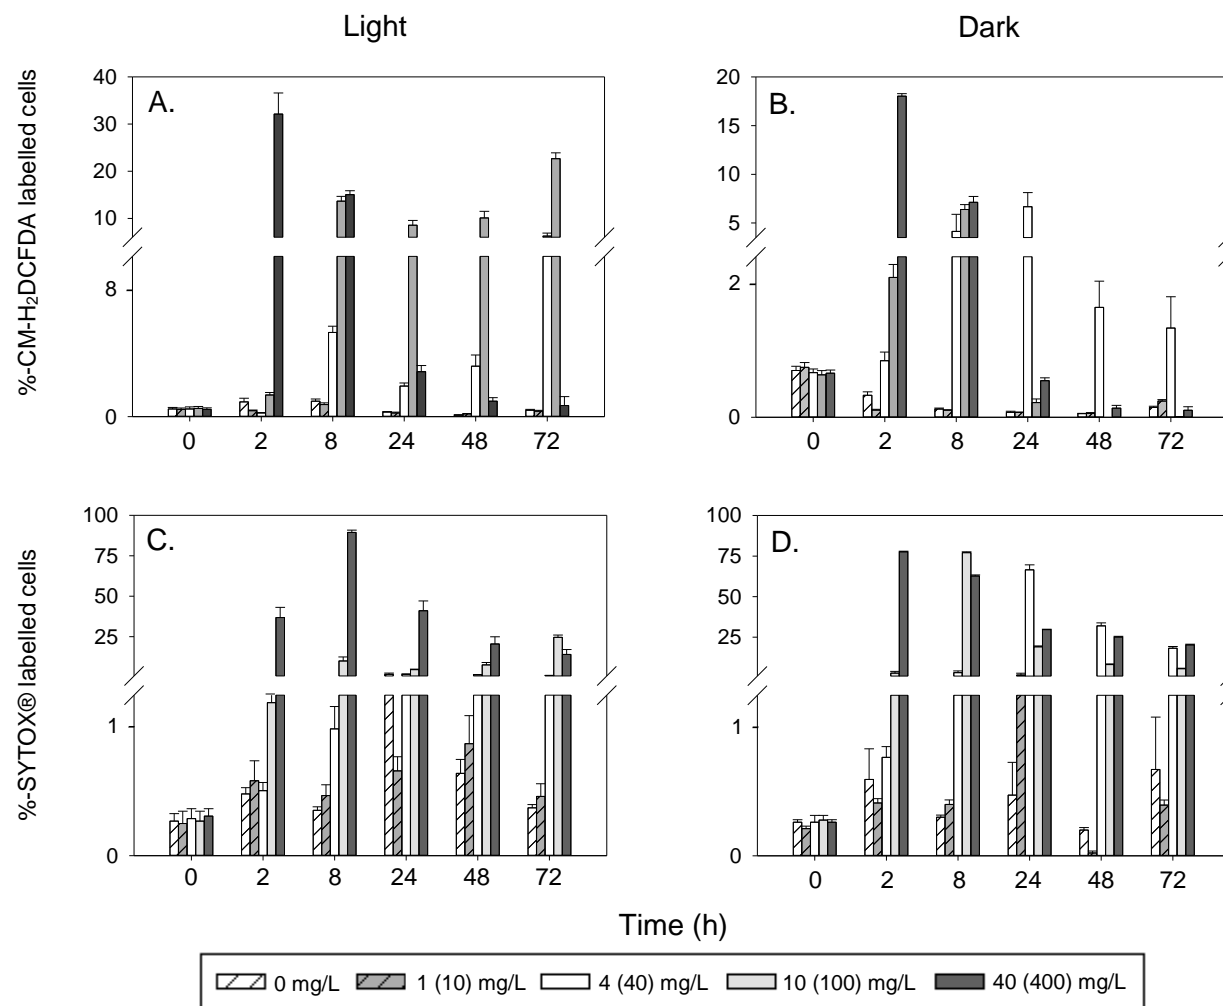 Light Dark
%-CM-H₂DCFDA labelled cells
A.
40
30
20
10
8
0
0 2 8 24 48 72
B.
20
15
10
5
2
0
0 2 8 24 48 72
%-SYTOX® labelled cells
C.
100
75
50
25
1
0
0 2 8 24 48 72
D.
100
75
50
25
1
0
0 2 8 24 48 72
Time (h)
0 mg/L 1 (10) mg/L 4 (40) mg/L 10 (100) mg/L 40 (400) mg/L